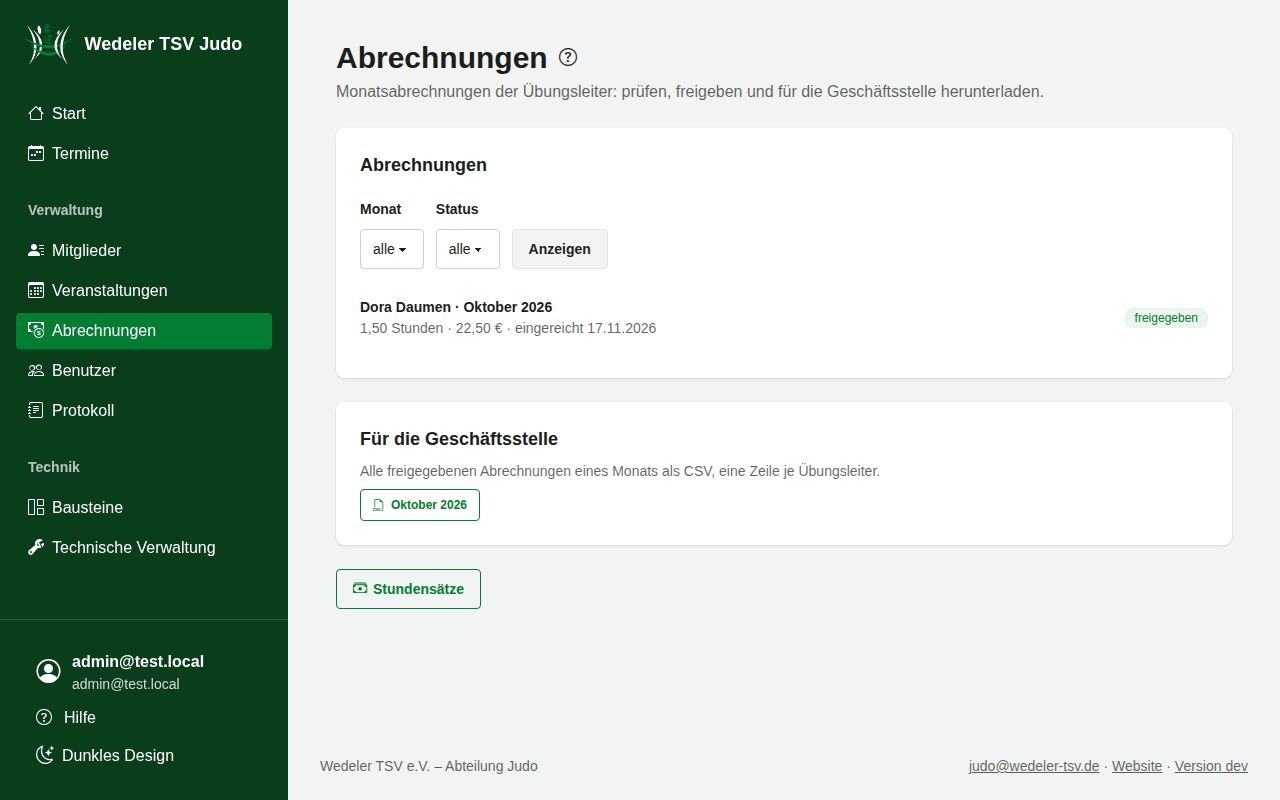 Wedeler TSV Judo
Start
Termine
Verwaltung
Mitglieder
Veranstaltungen
Abrechnungen
Benutzer
Protokoll
Technik
Bausteine
Technische Verwaltung
admin@test.local
admin@test.local
Hilfe
Dunkles Design
Abrechnungen
Monatsabrechnungen der Übungsleiter: prüfen, freigeben und für die Geschäftsstelle herunterladen.
Abrechnungen
Monat Status
alle alle Anzeigen
Dora Daumen · Oktober 2026
1,50 Stunden · 22,50 € · eingereicht 17.11.2026
freigegeben
Für die Geschäftsstelle
Alle freigegebenen Abrechnungen eines Monats als CSV, eine Zeile je Übungsleiter.
Oktober 2026
Stundensätze
Wedeler TSV e.V. – Abteilung Judo
judo@wedeler-tsv.de · Website · Version dev